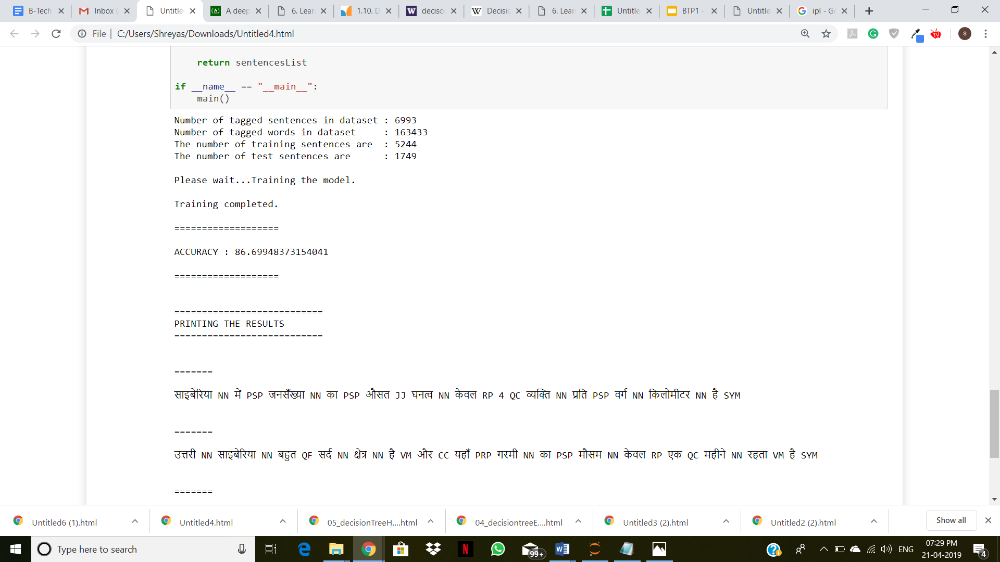 B-Tech
Inbox (
Untitle
A deep
6. Lear
1.10. D
decisor
Decisic
6. Lear
Untitle
BTP1 -
Untitle
ipl - Go
File | C:/Users/Shreyas/Downloads/Untitled4.html
return sentencesList
if __name__ == "__main__":
main()
Number of tagged sentences in dataset : 6993
Number of tagged words in dataset : 163433
The number of training sentences are : 5244
The number of test sentences are : 1749
Please wait...Training the model.
Training completed.
===================
ACCURACY : 86.69948373154041
===================
===========================
PRINTING THE RESULTS
===========================
=======
साइबेरिया NN में PSP जनसँख्या NN का PSP औसत JJ घनत्व NN केवल RP 4 QC व्यक्ति NN प्रति PSP वर्ग NN किलोमीटर NN है SYM
=======
उत्तरी NN साइबेरिया NN बहुत QF सर्द NN क्षेत्र NN है VM और CC यहाँ PRP गरमी NN का PSP मौसम NN केवल RP एक QC महीने NN रहता VM है SYM
=======
Untitled6 (1).html
Untitled4.html
05_decisionTreeH....html
04_decisiontreeE....html
Untitled3 (2).html
Untitled2 (2).html
Show all
Type here to search
99+
ENG
07:29 PM
21-04-2019
4